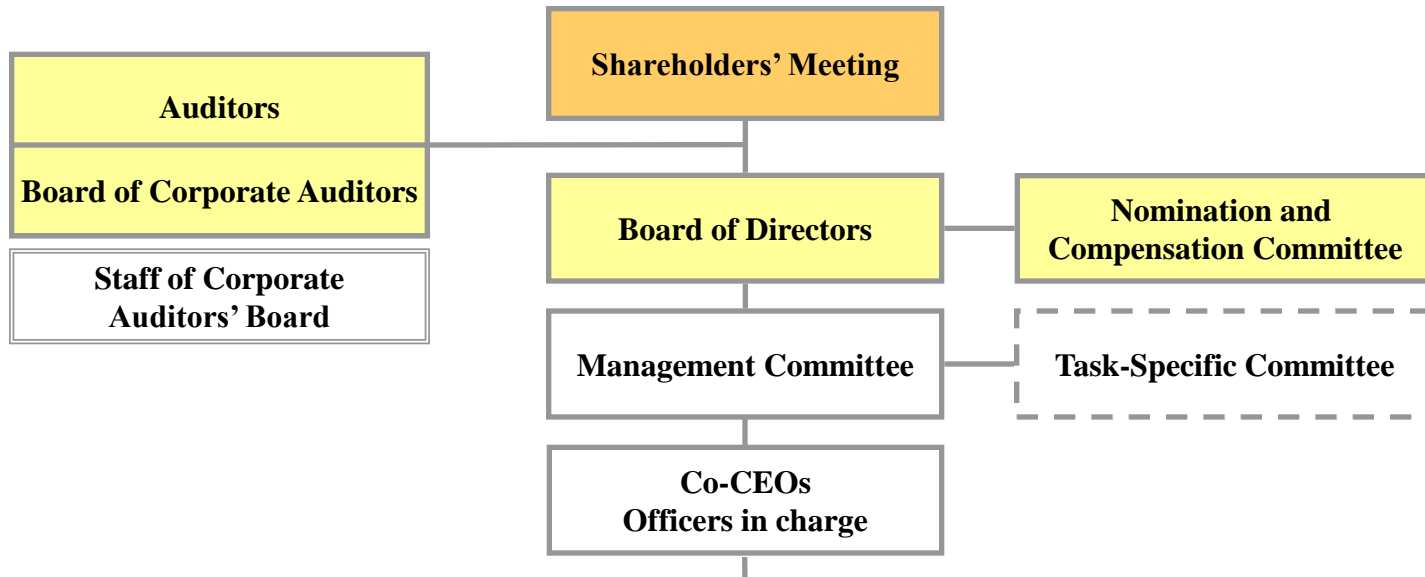 Shareholders’ Meeting
Auditors
Board of Corporate Auditors
Staff of Corporate
Auditors’ Board
Board of Directors
Nomination and
Compensation Committee
Management Committee
Task-Specific Committee
Co-CEOs
Officers in charge